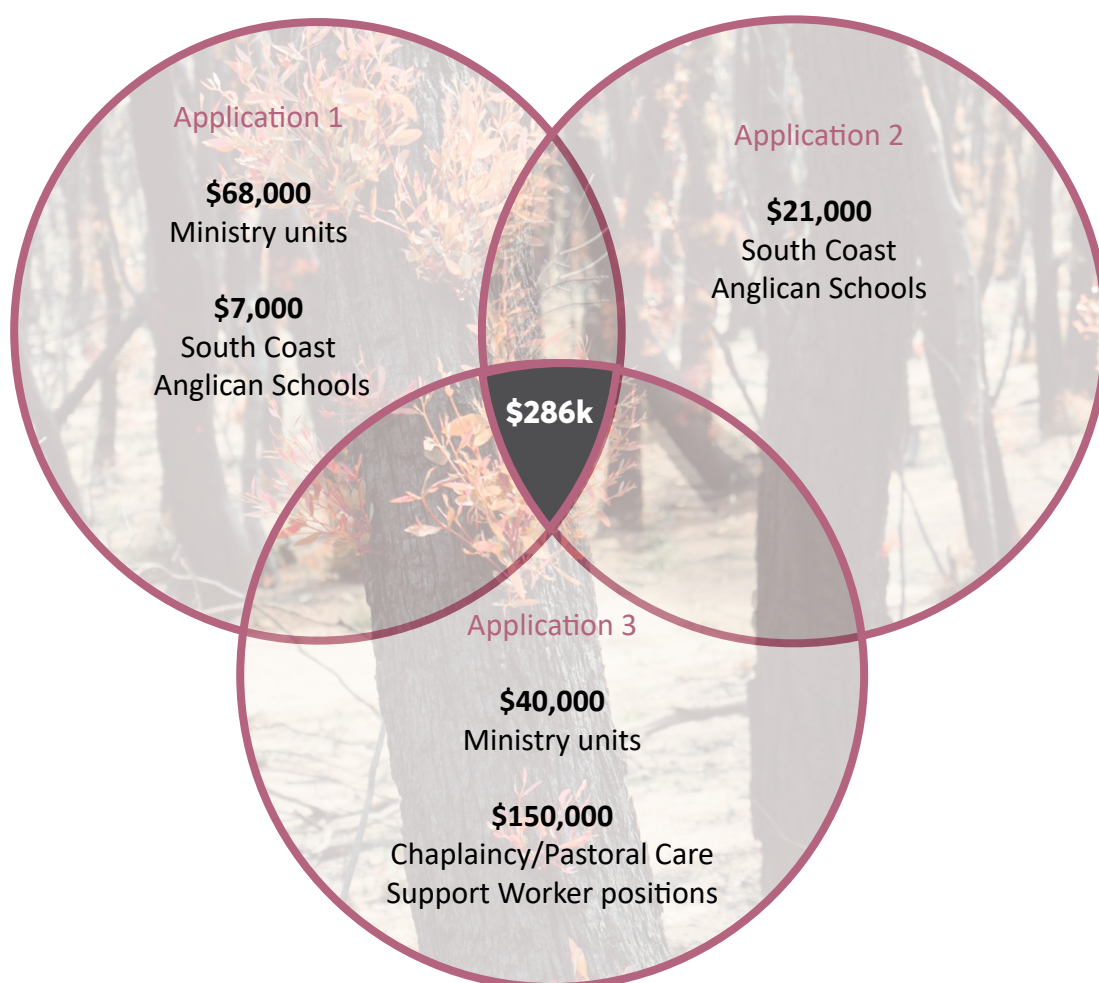 Application 1
$68,000
Ministry units
$7,000
South Coast
Anglican Schools
Application 2
$21,000
South Coast
Anglican Schools
$286k
Application 3
$40,000
Ministry units
$150,000
Chaplaincy/Pastoral Care
Support Worker positions